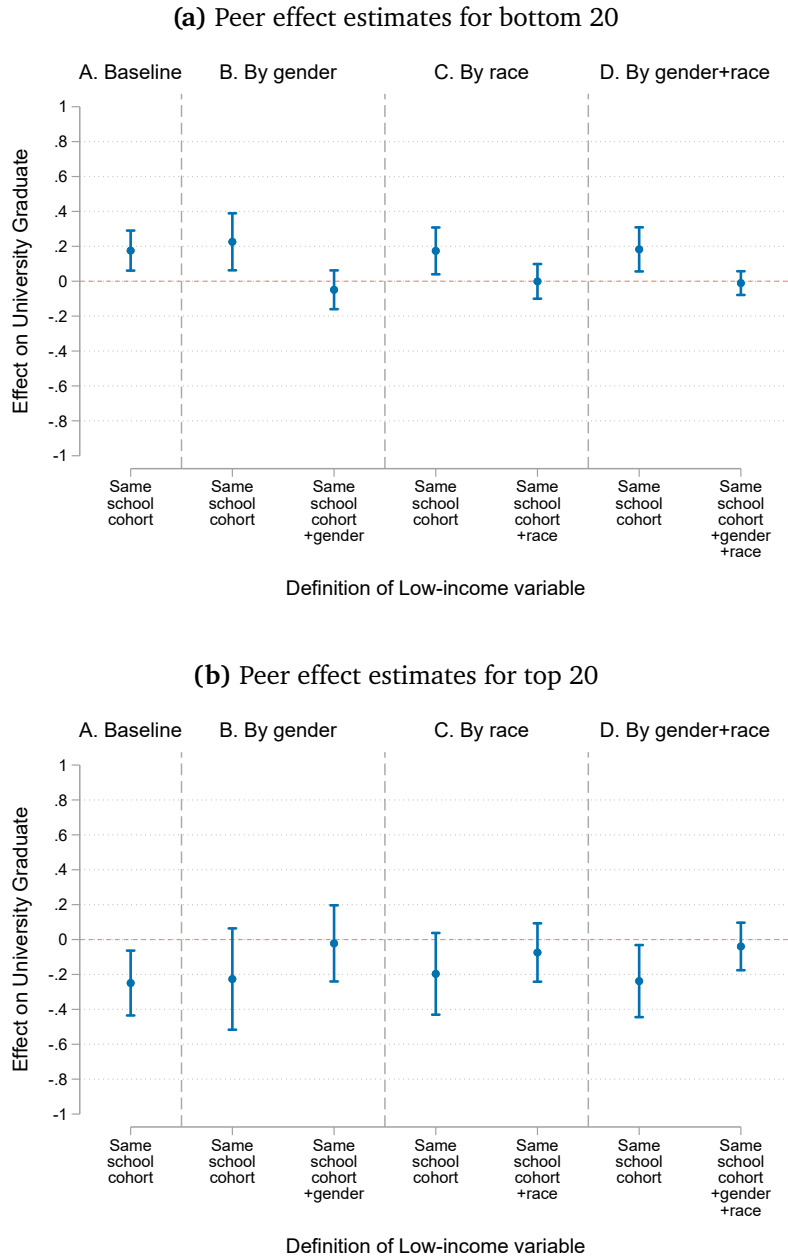 (a) Peer effect estimates for bottom 20
A. Baseline B. By gender C. By race D. By gender+race
1
.8
.6
.4
.2
0
-.2
-.4
-.6
-.8
-1
Effect on University Graduate
Same Same Same Same Same Same Same
school school school school school school school
cohort cohort cohort cohort cohort cohort cohort
+gender +race +gender
+race
Definition of Low-income variable
(b) Peer effect estimates for top 20
A. Baseline B. By gender C. By race D. By gender+race
1
.8
.6
.4
.2
0
-.2
-.4
-.6
-.8
-1
Effect on University Graduate
Same Same Same Same Same Same Same
school school school school school school school
cohort cohort cohort cohort cohort cohort cohort
+gender +race +gender
+race
Definition of Low-income variable